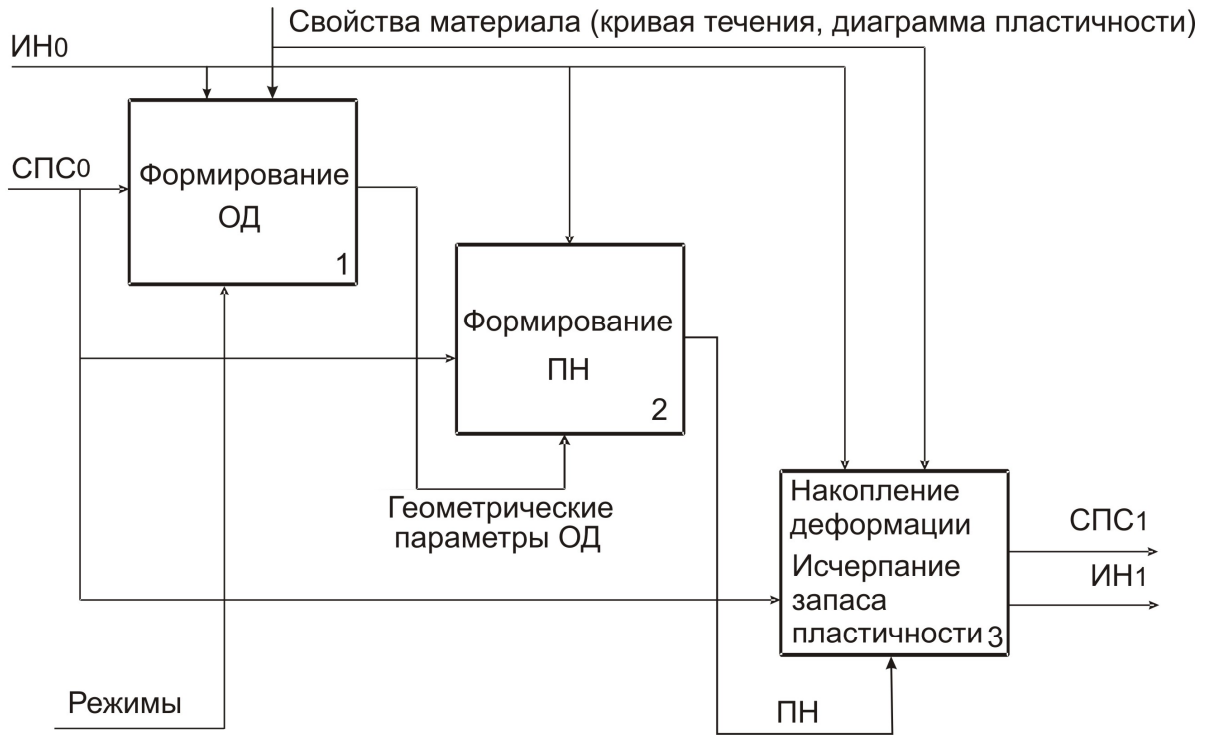 Свойства материала (кривая течения, диаграмма пластичности)
ИН0
СПС0
Формирование
ОД
1
Формирование
ПН
2
Геометрические
параметры ОД
Накопление
деформации
Исчерпание
запаса
пластичности 3
СПС1
ИН1
Режимы
ПН